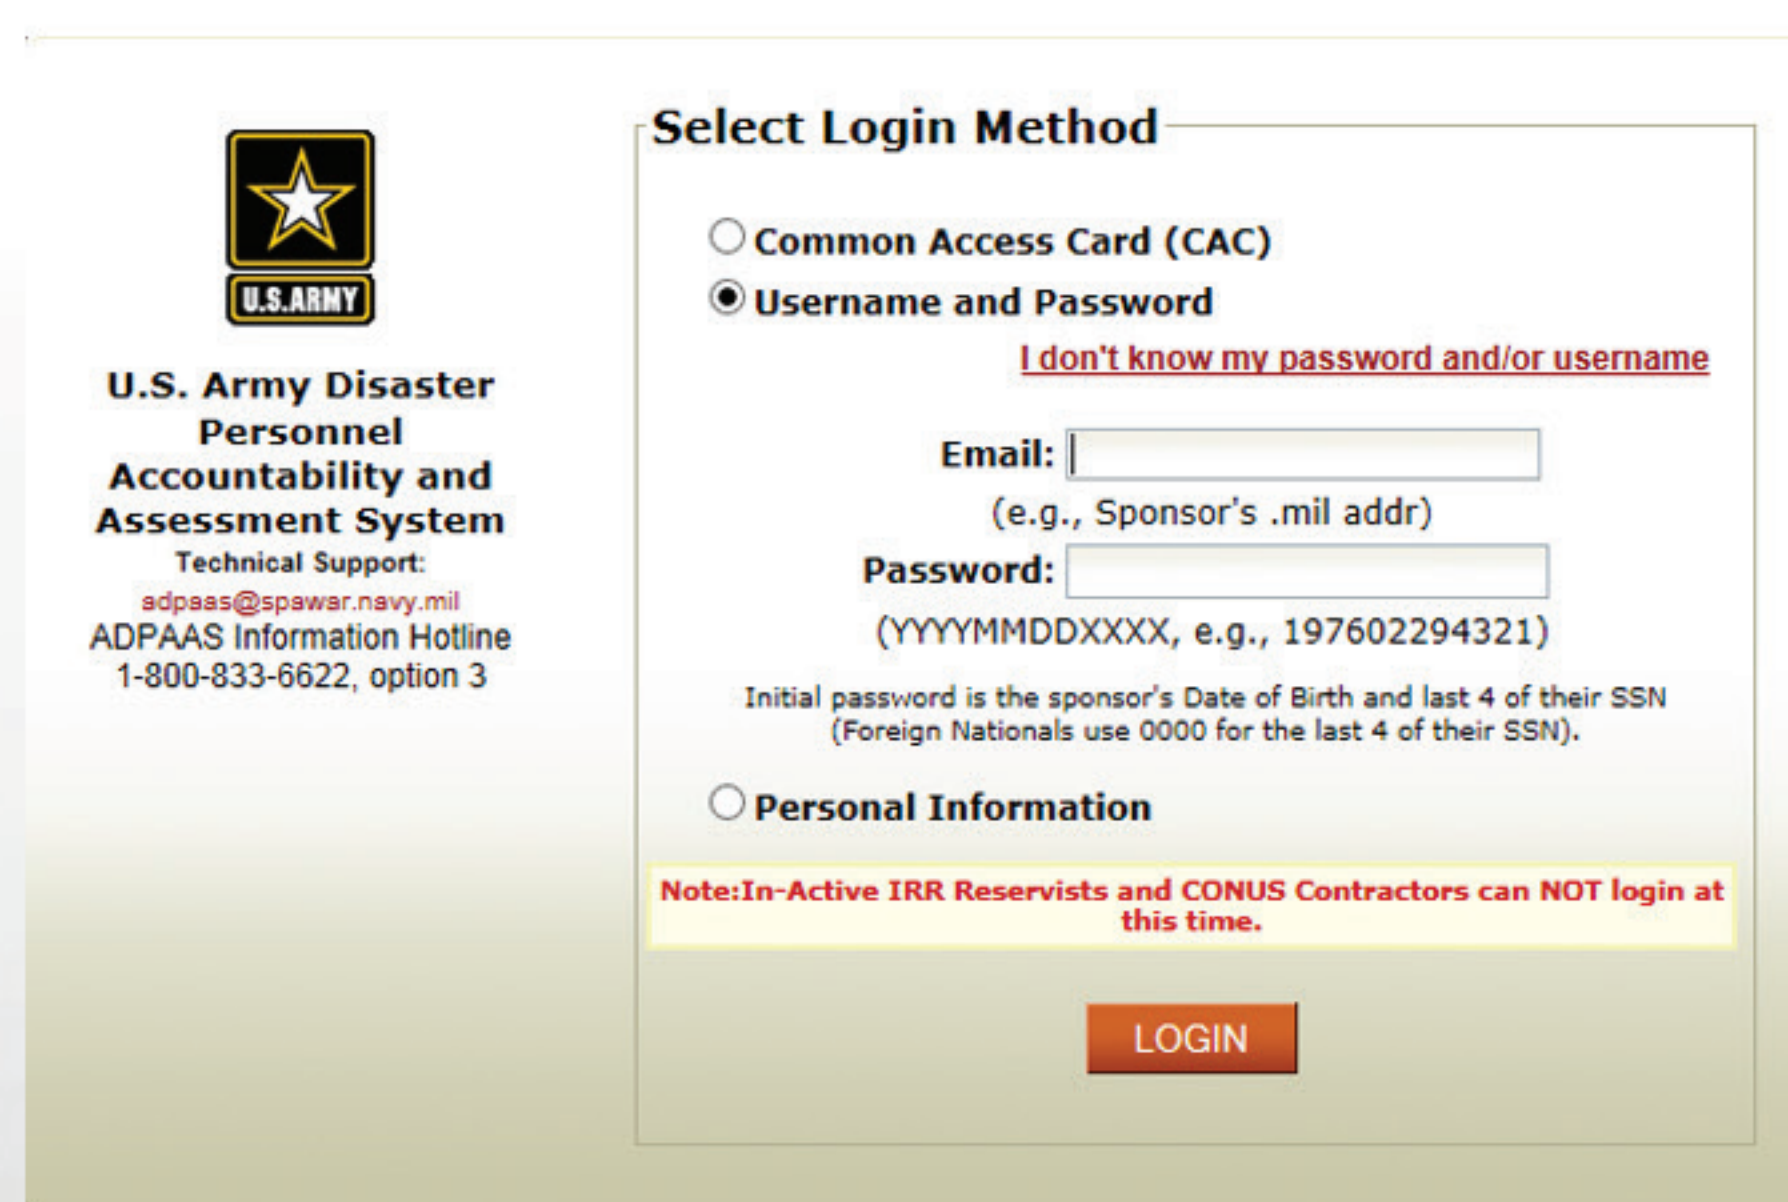 U.S.ARMY
U.S. Army Disaster
Personnel
Accountability and
Assessment System
Technical Support:
adpaas@spawar.navy.mil
ADPAAS Information Hotline
1-800-833-6622, option 3
Select Login Method
Common Access Card (CAC)
Username and Password
I don't know my password and/or username
Email:
(e.g., Sponsor's .mil addr)
Password:
(YYYYMMDDXXXX, e.g., 197602294321)
Initial password is the sponsor's Date of Birth and last 4 of their SSN
(Foreign Nationals use 0000 for the last 4 of their SSN).
Personal Information
Note:In-Active IRR Reservists and CONUS Contractors can NOT login at
this time.
LOGIN